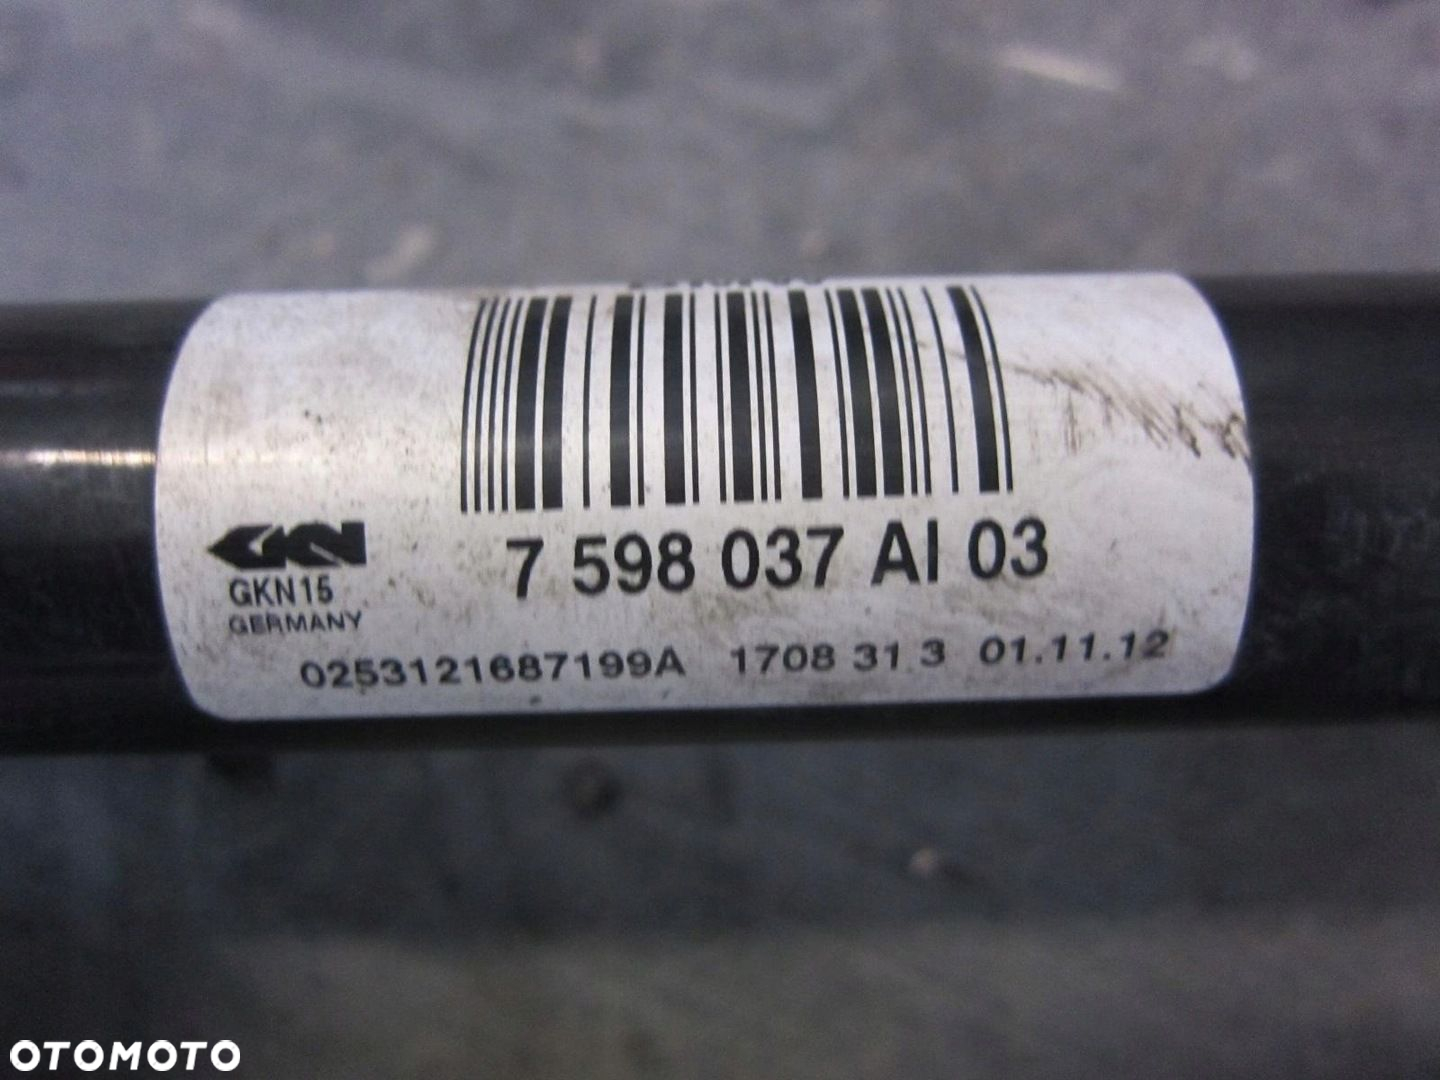 7 598 037 AI 03
GKN
GKN15
GERMANY
0253121687199A 1708 31 3 01.11.12
OTOMOTO